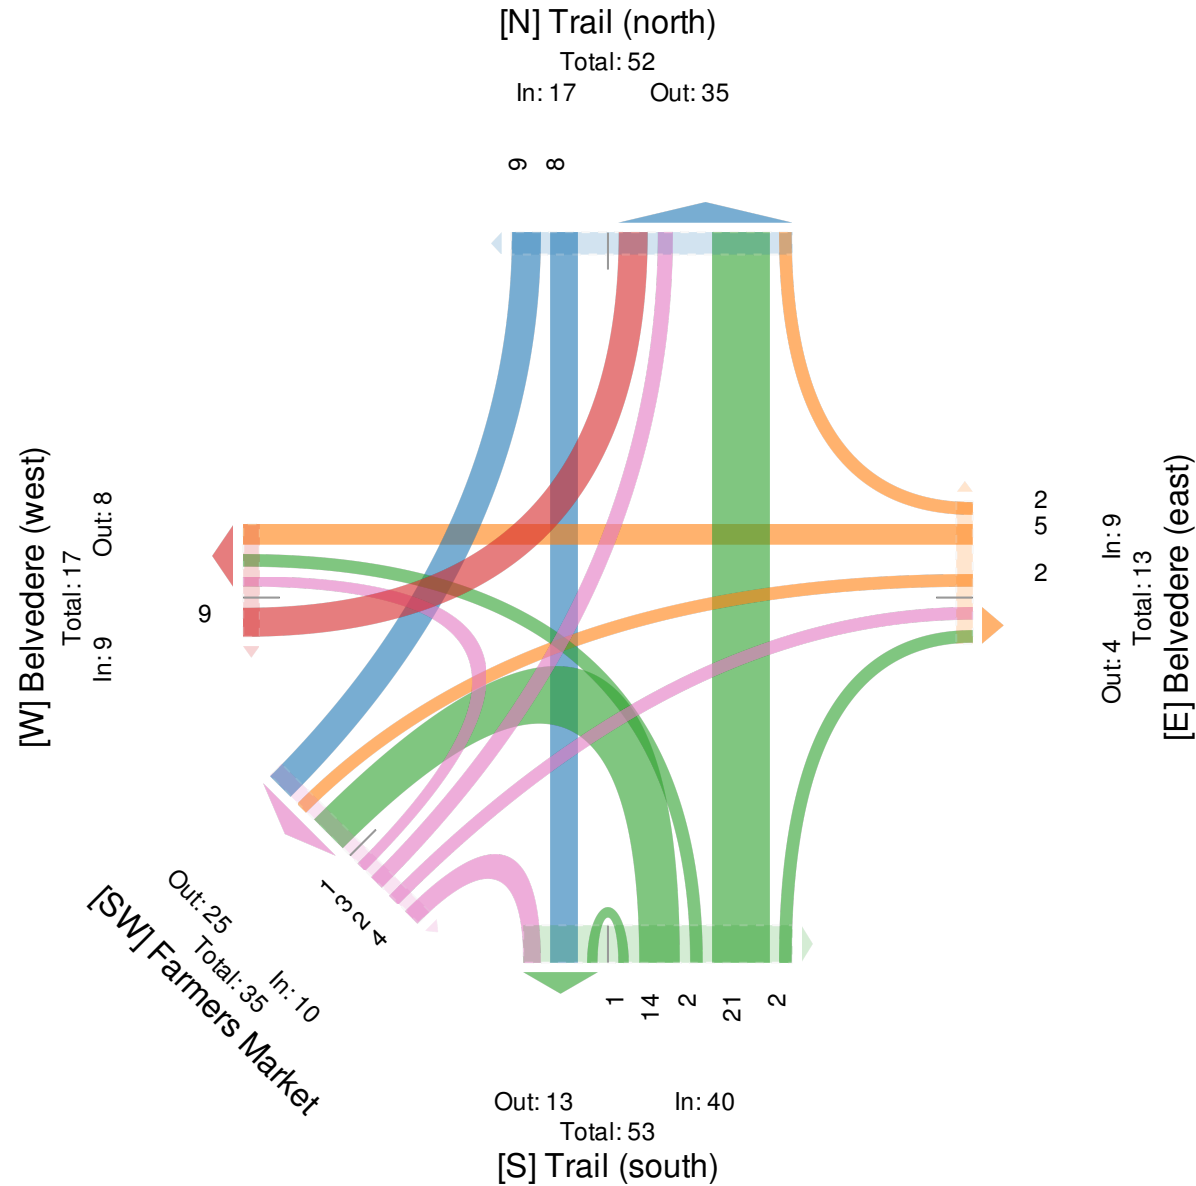 [N] Trail (north)
Total: 52
In: 17 Out: 35
9 8
[W] Belvedere (west)
Total: 17
Out: 8
In: 9
9
2
5
2
In: 9
Out: 4
Total: 13
[E] Belvedere (east)
1
3
2
4
Out: 25
In: 10
Total: 35
[SW] Farmers Market
1 14 2 21 2
Out: 13 In: 40
Total: 53
[S] Trail (south)